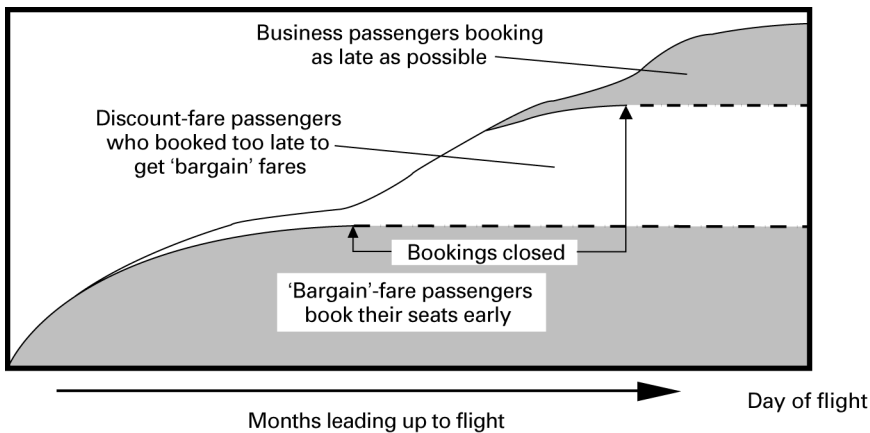 Business passengers booking
as late as possible
Discount-fare passengers
who booked too late to
get ‘bargain’ fares
Bookings closed
‘Bargain’-fare passengers
book their seats early
Months leading up to flight
Day of flight